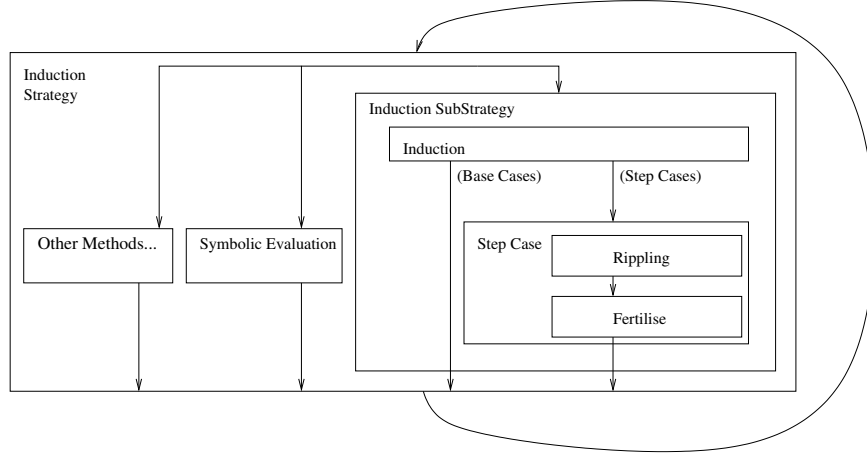 Induction
Strategy
Induction SubStrategy
Induction
(Base Cases)
(Step Cases)
Other Methods...
Symbolic Evaluation
Step Case
Rippling
Fertilise